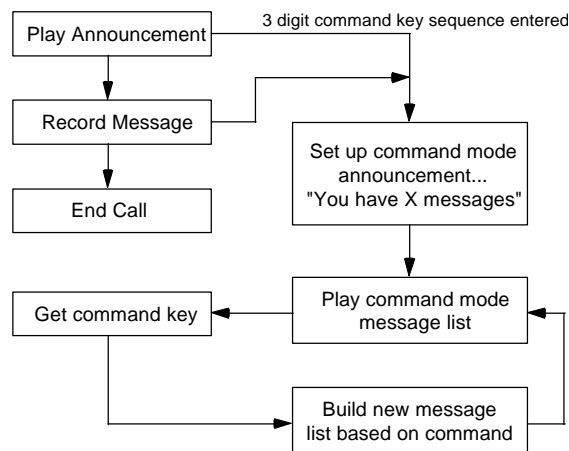 Play Announcement
3 digit command key sequence entered
Record Message
End Call
Set up command mode
announcement...
"You have X messages"
Get command key
Play command mode
message list
Build new message
list based on command